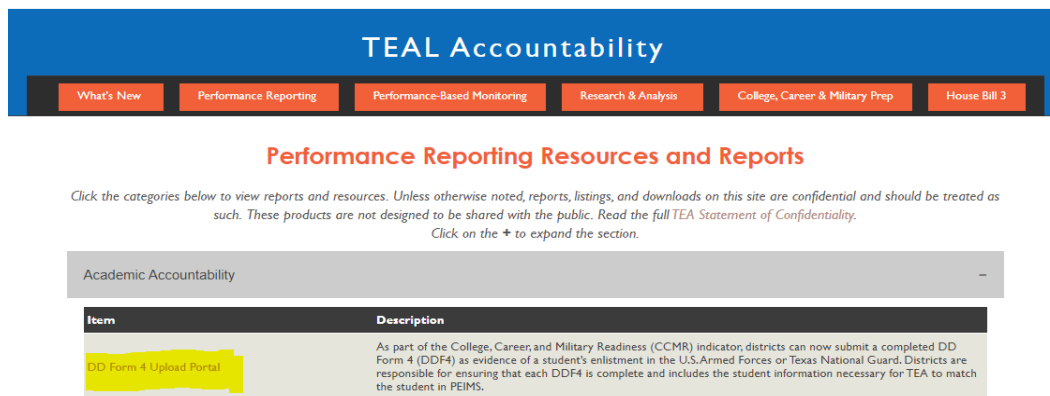 TEAL Accountability
What's New Performance Reporting Performance-Based Monitoring Research & Analysis College, Career & Military Prep House Bill 3
Performance Reporting Resources and Reports
Click the categories below to view reports and resources. Unless otherwise noted, reports, listings, and downloads on this site are confidential and should be treated as
such. These products are not designed to be shared with the public. Read the full TEA Statement of Confidentiality.
Click on the + to expand the section.
Academic Accountability −
Item Description
DD Form 4 Upload Portal
As part of the College, Career, and Military Readiness (CCMR) indicator, districts can now submit a completed DD
Form 4 (DDF4) as evidence of a student's enlistment in the U.S. Armed Forces or Texas National Guard. Districts are
responsible for ensuring that each DDF4 is complete and includes the student information necessary for TEA to match
the student in PEIMS.